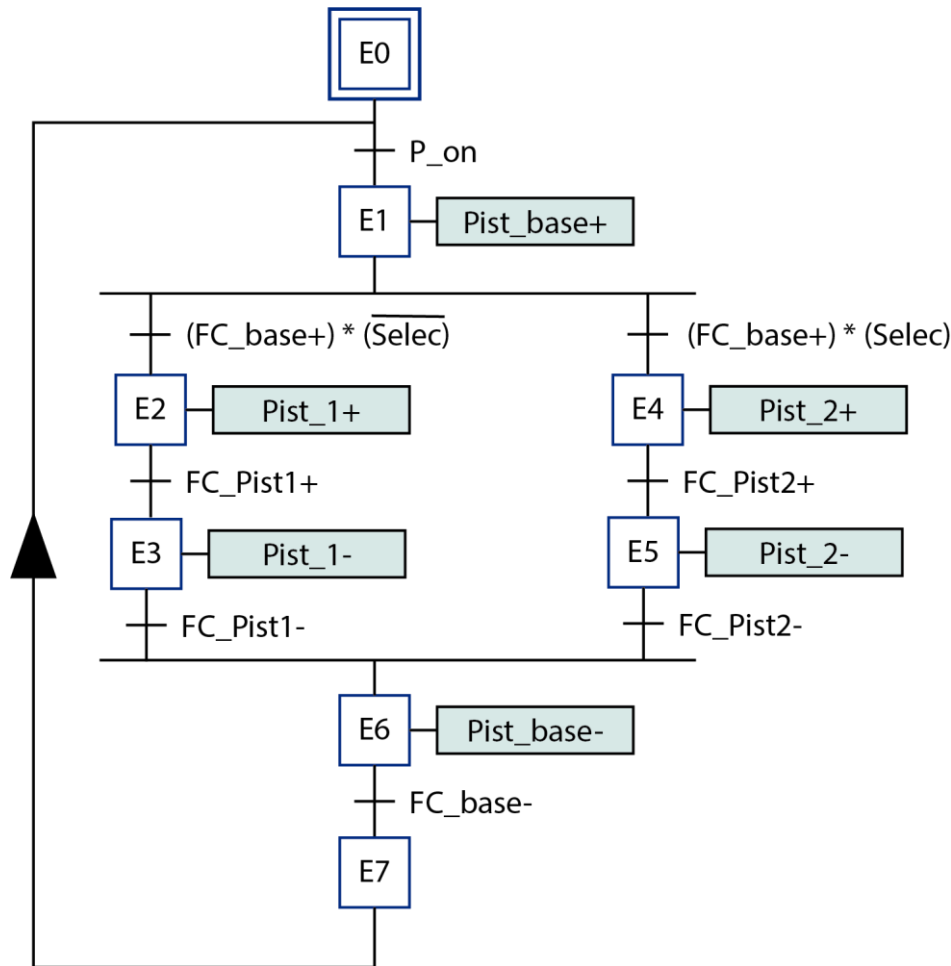 E0
P_on
E1
Pist_base+
(FC_base+) * (Selec)
(FC_base+) * (Selec)
E2
Pist_1+
E4
Pist_2+
FC_Pist1+
FC_Pist2+
E3
Pist_1-
E5
Pist_2-
FC_Pist1-
FC_Pist2-
E6
Pist_base-
FC_base-
E7